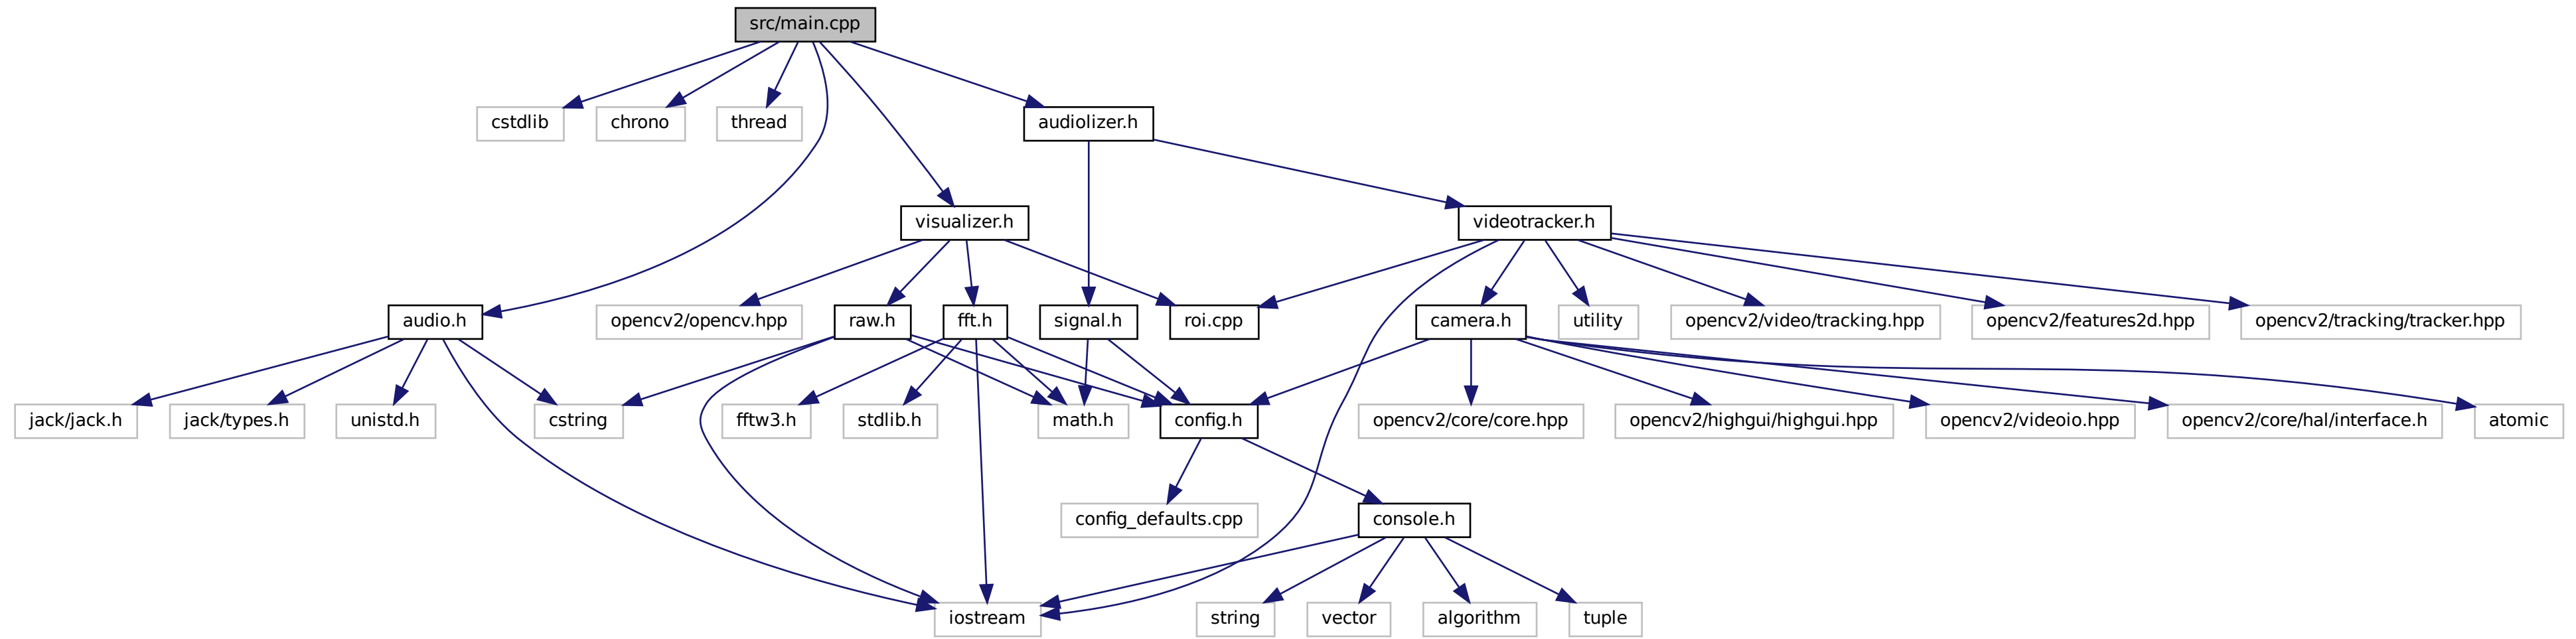 src/main.cpp
cstdlib
chrono
thread
audiolizer.h
visualizer.h
videotracker.h
audio.h
opencv2/opencv.hpp
raw.h
fft.h
signal.h
roi.cpp
camera.h
utility
opencv2/video/tracking.hpp
opencv2/features2d.hpp
opencv2/tracking/tracker.hpp
jack/jack.h
jack/types.h
unistd.h
cstring
fftw3.h
stdlib.h
math.h
config.h
opencv2/core/core.hpp
opencv2/highgui/highgui.hpp
opencv2/videoio.hpp
opencv2/core/hal/interface.h
atomic
config_defaults.cpp
console.h
iostream
string
vector
algorithm
tuple